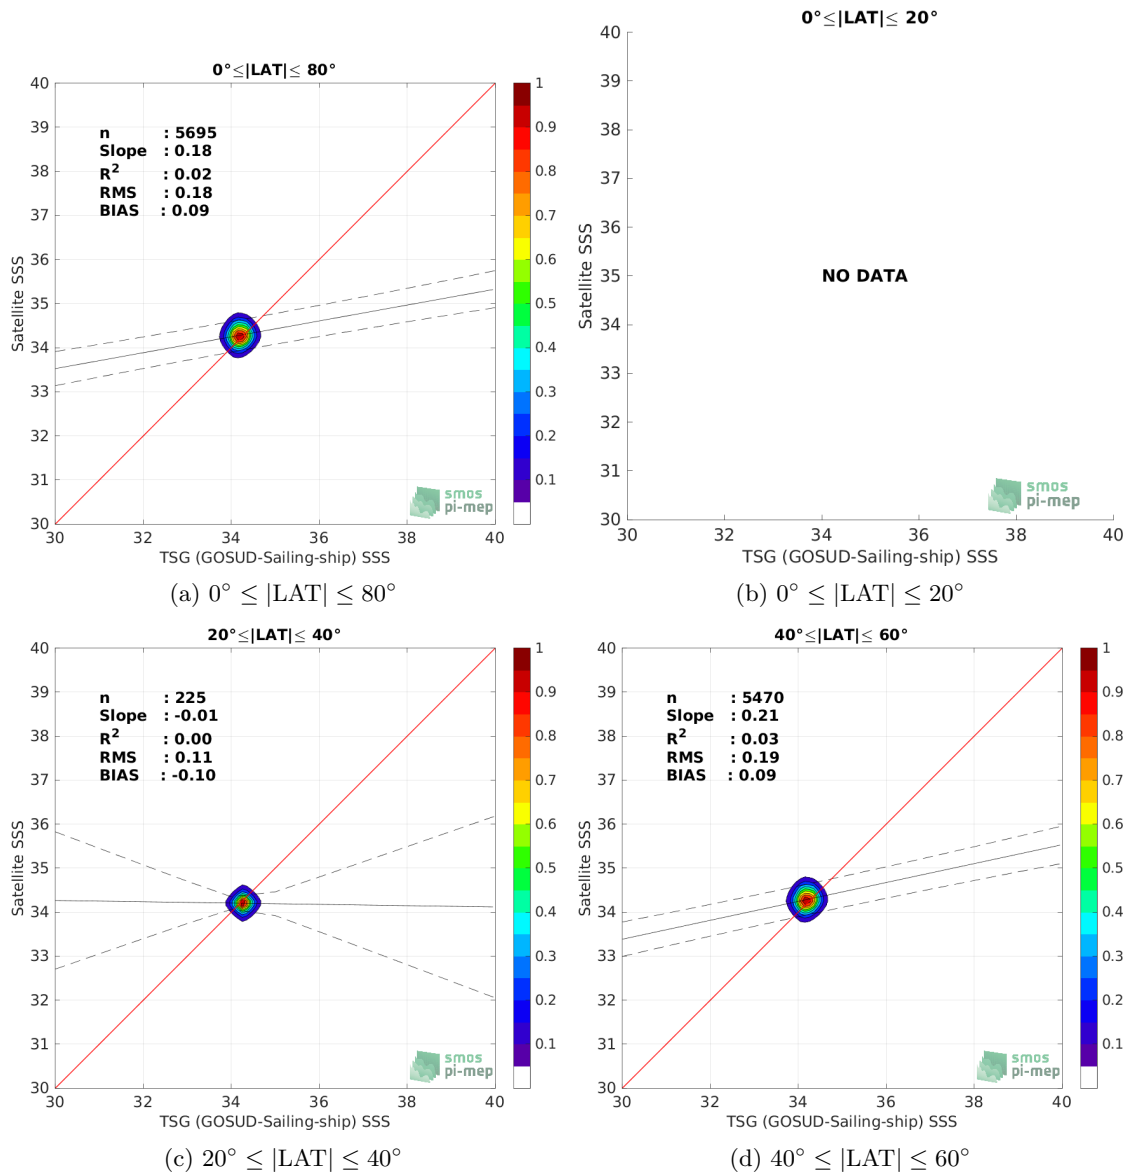 0°≤|LAT|≤ 80°
40
39
38
37
36
35
34
33
32
31
30
n : 5695
Slope : 0.18
R² : 0.02
RMS : 0.18
BIAS : 0.09
Satellite SSS
smos
pi-mep
30 32 34 36 38 40
TSG (GOSUD-Sailing-ship) SSS
1
0.9
0.8
0.7
0.6
0.5
0.4
0.3
0.2
0.1
(a) 0° ≤ |LAT| ≤ 80°
0°≤|LAT|≤ 20°
40
39
38
37
36
35
34
33
32
31
30
Satellite SSS
NO DATA
smos
pi-mep
30 32 34 36 38 40
TSG (GOSUD-Sailing-ship) SSS
(b) 0° ≤ |LAT| ≤ 20°
20°≤|LAT|≤ 40°
40
39
38
37
36
35
34
33
32
31
30
n : 225
Slope : -0.01
R² : 0.00
RMS : 0.11
BIAS : -0.10
Satellite SSS
smos
pi-mep
30 32 34 36 38 40
TSG (GOSUD-Sailing-ship) SSS
1
0.9
0.8
0.7
0.6
0.5
0.4
0.3
0.2
0.1
(c) 20° ≤ |LAT| ≤ 40°
40°≤|LAT|≤ 60°
40
39
38
37
36
35
34
33
32
31
30
n : 5470
Slope : 0.21
R² : 0.03
RMS : 0.19
BIAS : 0.09
Satellite SSS
smos
pi-mep
30 32 34 36 38 40
TSG (GOSUD-Sailing-ship) SSS
1
0.9
0.8
0.7
0.6
0.5
0.4
0.3
0.2
0.1
(d) 40° ≤ |LAT| ≤ 60°